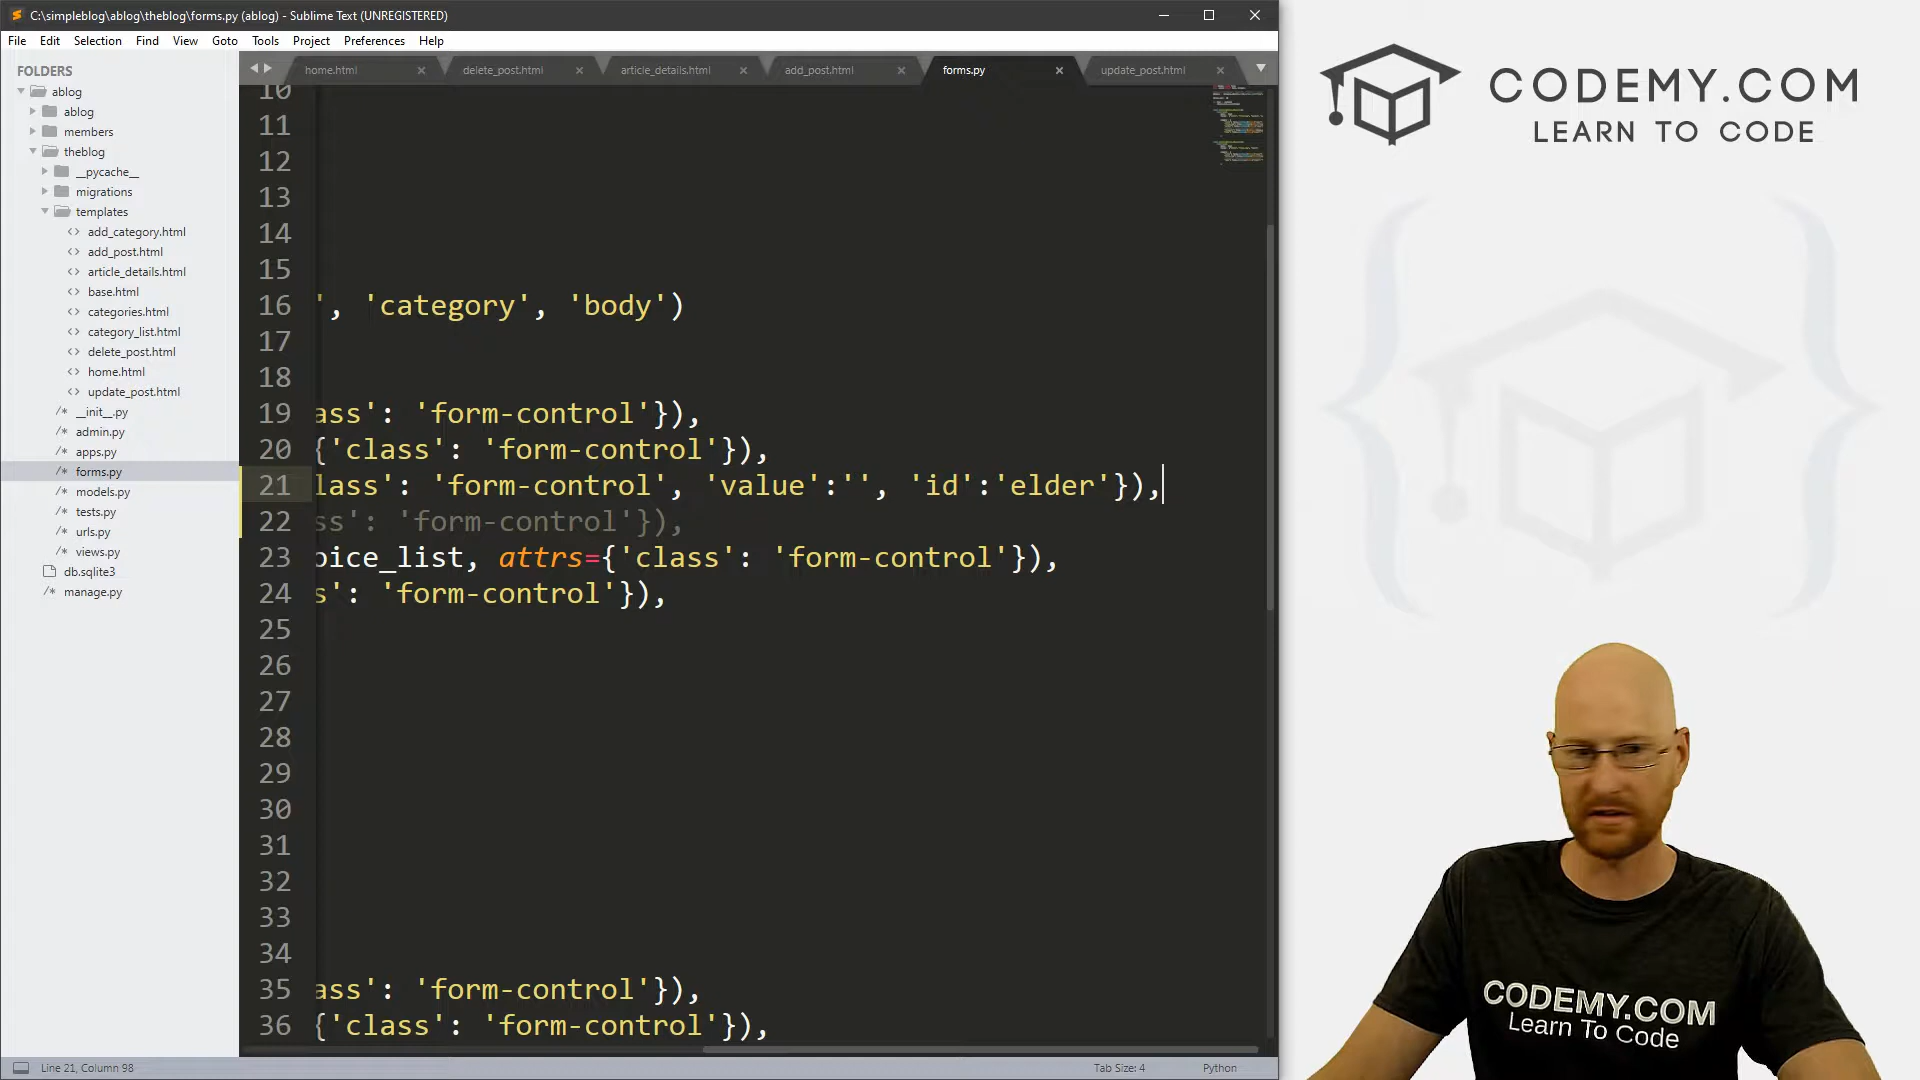 C:\simpleblog\ablog\theblog\forms.py (ablog) - Sublime Text (UNREGISTERED)
File Edit Selection Find View Goto Tools Project Preferences Help
FOLDERS
ablog
ablog
members
theblog
__pycache__
migrations
templates
add_category.html
add_post.html
article_details.html
base.html
categories.html
category_list.html
delete_post.html
home.html
update_post.html
__init__.py
admin.py
apps.py
forms.py
models.py
tests.py
urls.py
views.py
db.sqlite3
manage.py
home.html delete_post.html article_details.html add_post.html forms.py update_post.html
10
11
12
13
14
15
16 ', 'category', 'body')
17
18
19 ass': 'form-control'}),
20 {'class': 'form-control'}),
21 lass': 'form-control', 'value':'', 'id':'elder'}),
22 ss': 'form-control'}),
23 oice_list, attrs={'class': 'form-control'}),
24 s': 'form-control'}),
25
26
27
28
29
30
31
32
33
34
35 ass': 'form-control'}),
36 {'class': 'form-control'}),
Line 21, Column 98 Tab Size: 4 Python
CODEMY.COM
LEARN TO CODE
CODEMY.COM
Learn To Code